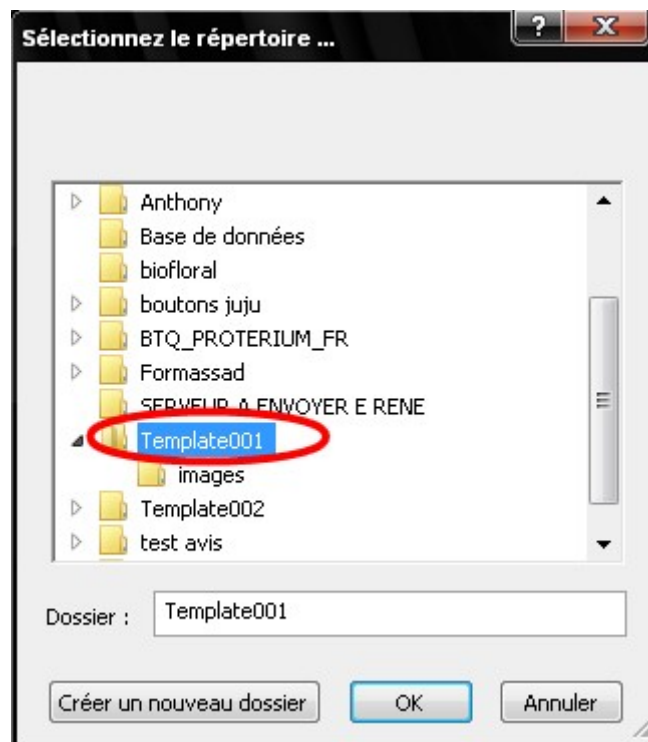 Sélectionnez le répertoire ...
?
X
Anthony
Base de données
biofloral
boutons juju
BTQ_PROTERIUM_FR
Formassad
SERVEUR A ENVOYER E RENE
Template001
images
Template002
test avis
Dossier : Template001
Créer un nouveau dossier OK Annuler